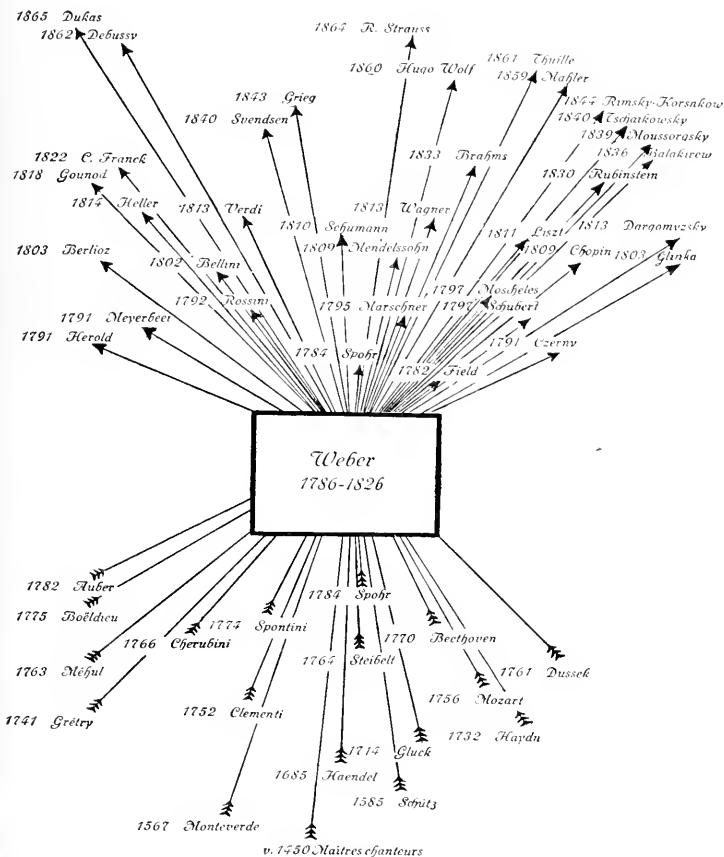 1865 Dukas
1862 Debussy
1864 R. Strauss
1861 Thuille
1860 Hugo Wolf
1859 Mahler
1843 Grieg
1844 Rimsky-Korsnkow
1840 Svendsen
1840 Tschaikowsky
1839 Moussorgsky
1836 Balakirew
1833 Brahms
1822 C. Franck
1818 Gounod
1830 Rubinstein
1814 Heller
1813 Verdi
1813 Wagner
1810 Schumann
1811 Liszt
1813 Dargomyzsky
1809 Mendelssohn
1809 Chopin
1803 Glinka
1803 Berlioz
1802 Bellini
1797 Moscheles
1792 Rossini
1795 Marschner
1797 Schubert
1791 Meyerbeer
1791 Herold
1784 Spohr
1791 Czerny
1782 Field
Weber
1786-1826
1782 Auber
1784 Spohr
1775 Boëldieu
1774 Spontini
1766 Cherubini
1770 Beethoven
1764 Steibelt
1763 Méhul
1761 Dussek
1756 Mozart
1752 Clementi
1741 Grétry
1732 Haydn
1714 Gluck
1685 Haendel
1585 Schütz
1567 Monteverde
v. 1450 Maîtres chanteurs